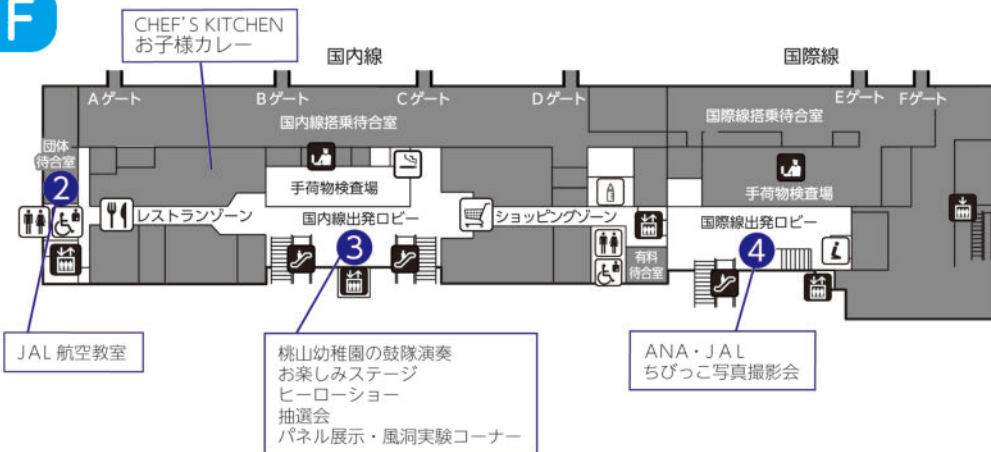 F
CHEF'S KITCHEN
お子様カレー
国内線
国際線
Aゲート
Bゲート
Cゲート
Dゲート
Eゲート
Fゲート
国内線搭乗待合室
国際線搭乗待合室
団体
待合室
2
手荷物検査場
手荷物検査場
レストランゾーン
国内線出発ロビー
ショッピングゾーン
国際線出発ロビー
3
4
有料
待合室
JAL 航空教室
桃山幼稚園の鼓隊演奏
お楽しみステージ
ヒーローショー
抽選会
パネル展示・風洞実験コーナー
ANA・JAL
ちびっこ写真撮影会